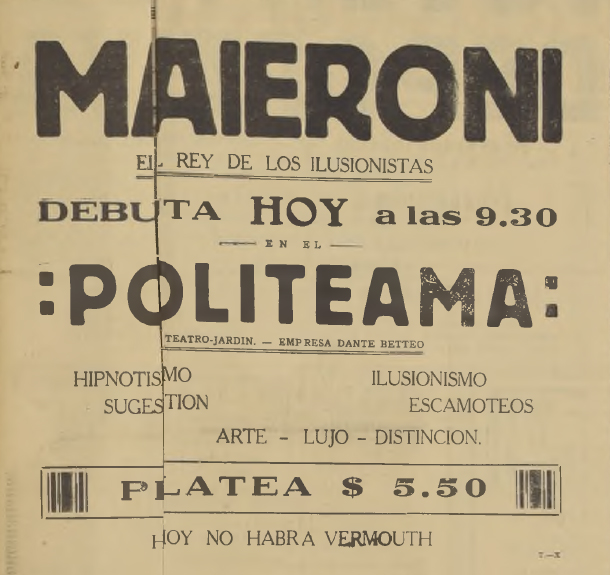 MAIERONI
EL REY DE LOS ILUSIONISTAS
DEBUTA HOY a las 9.30
EN EL
:POLITEAMA:
TEATRO-JARDIN. — EMPRESA DANTE BETTEO
HIPNOTISMO ILUSIONISMO
SUGESTION ESCAMOTEOS
ARTE - LUJO - DISTINCION.
PLATEA $ 5.50
HOY NO HABRA VERMOUTH